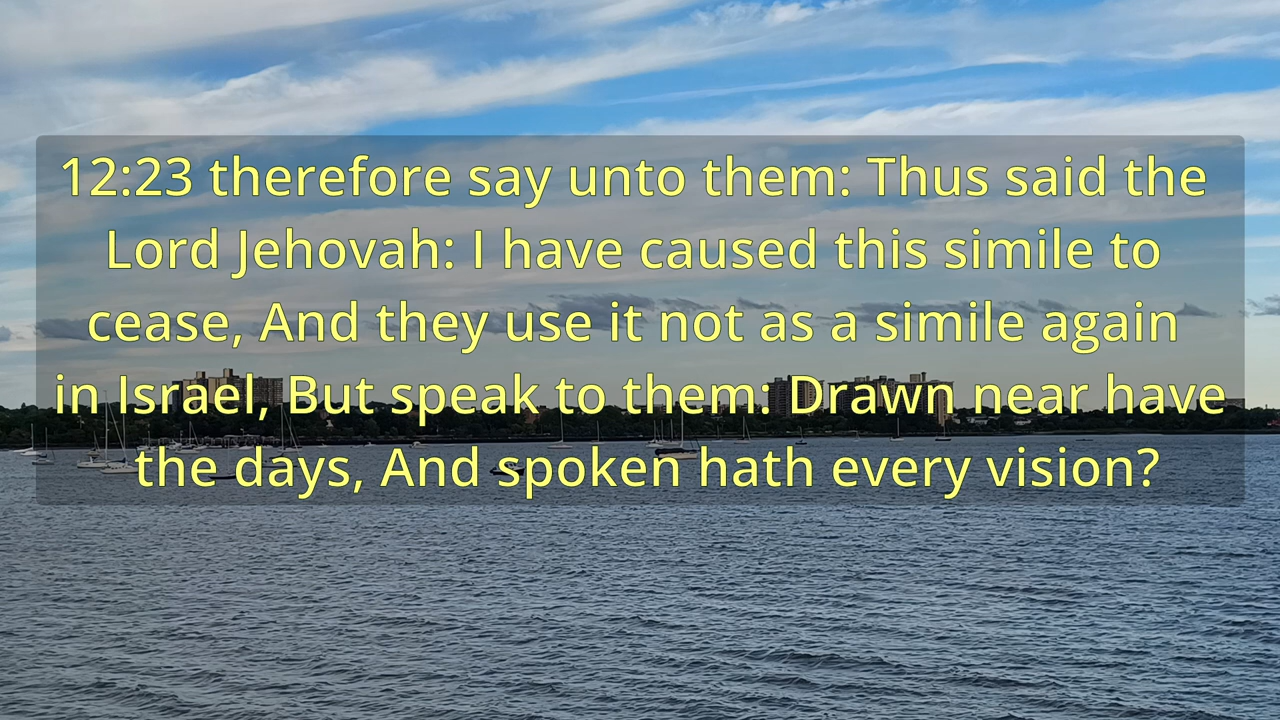 12:23 therefore say unto them: Thus said the
Lord Jehovah: I have caused this simile to
cease, And they use it not as a simile again
in Israel, But speak to them: Drawn near have
the days, And spoken hath every vision?